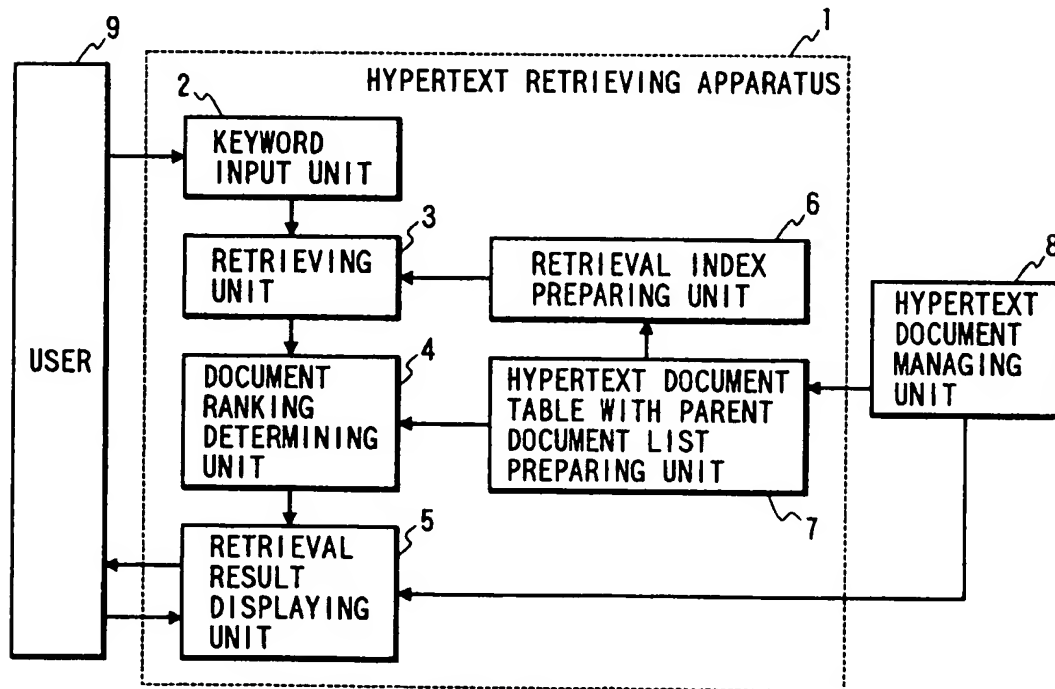 9
1
HYPERTEXT RETRIEVING APPARATUS
2
KEYWORD
INPUT UNIT
3
RETRIEVING
UNIT
6
RETRIEVAL INDEX
PREPARING UNIT
8
HYPERTEXT
DOCUMENT
MANAGING
UNIT
USER
4
DOCUMENT
RANKING
DETERMINING
UNIT
HYPERTEXT DOCUMENT
TABLE WITH PARENT
DOCUMENT LIST
PREPARING UNIT
7
5
RETRIEVAL
RESULT
DISPLAYING
UNIT